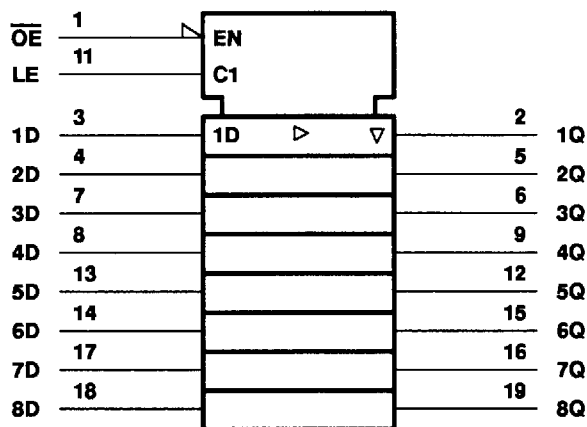 1
OE EN
11
LE C1
3 2
1D 1D 1Q
4 5
2D 2Q
7 6
3D 3Q
8 9
4D 4Q
13 12
5D 5Q
14 15
6D 6Q
17 16
7D 7Q
18 19
8D 8Q